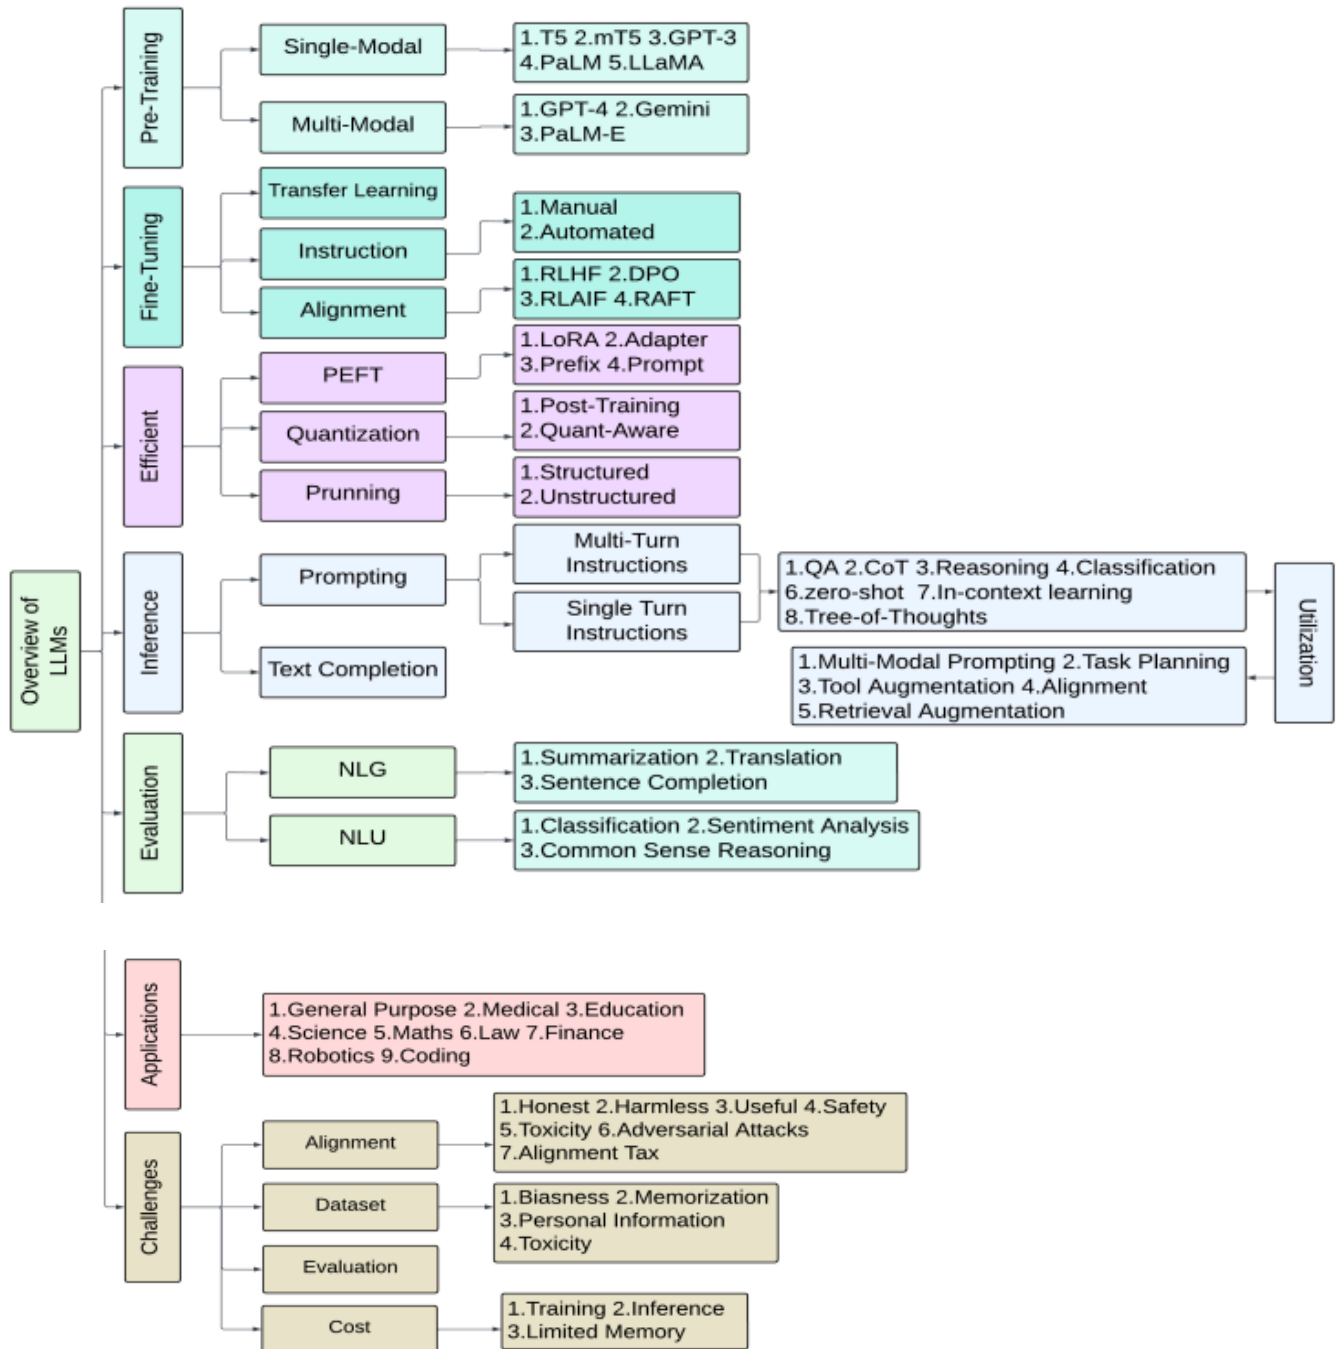 Overview of
LLMs
Pre-Training
Single-Modal
1.T5 2.mT5 3.GPT-3
4.PaLM 5.LLaMA
Multi-Modal
1.GPT-4 2.Gemini
3.PaLM-E
Fine-Tuning
Transfer Learning
Instruction
1.Manual
2.Automated
Alignment
1.RLHF 2.DPO
3.RLAIF 4.RAFT
Efficient
PEFT
1.LoRA 2.Adapter
3.Prefix 4.Prompt
Quantization
1.Post-Training
2.Quant-Aware
Prunning
1.Structured
2.Unstructured
Inference
Prompting
Multi-Turn
Instructions
Single Turn
Instructions
1.QA 2.CoT 3.Reasoning 4.Classification
6.zero-shot 7.In-context learning
8.Tree-of-Thoughts
Utilization
1.Multi-Modal Prompting 2.Task Planning
3.Tool Augmentation 4.Alignment
5.Retrieval Augmentation
Text Completion
Evaluation
NLG
1.Summarization 2.Translation
3.Sentence Completion
NLU
1.Classification 2.Sentiment Analysis
3.Common Sense Reasoning
Applications
1.General Purpose 2.Medical 3.Education
4.Science 5.Maths 6.Law 7.Finance
8.Robotics 9.Coding
Challenges
Alignment
1.Honest 2.Harmless 3.Useful 4.Safety
5.Toxicity 6.Adversarial Attacks
7.Alignment Tax
Dataset
1.Biasness 2.Memorization
3.Personal Information
4.Toxicity
Evaluation
Cost
1.Training 2.Inference
3.Limited Memory